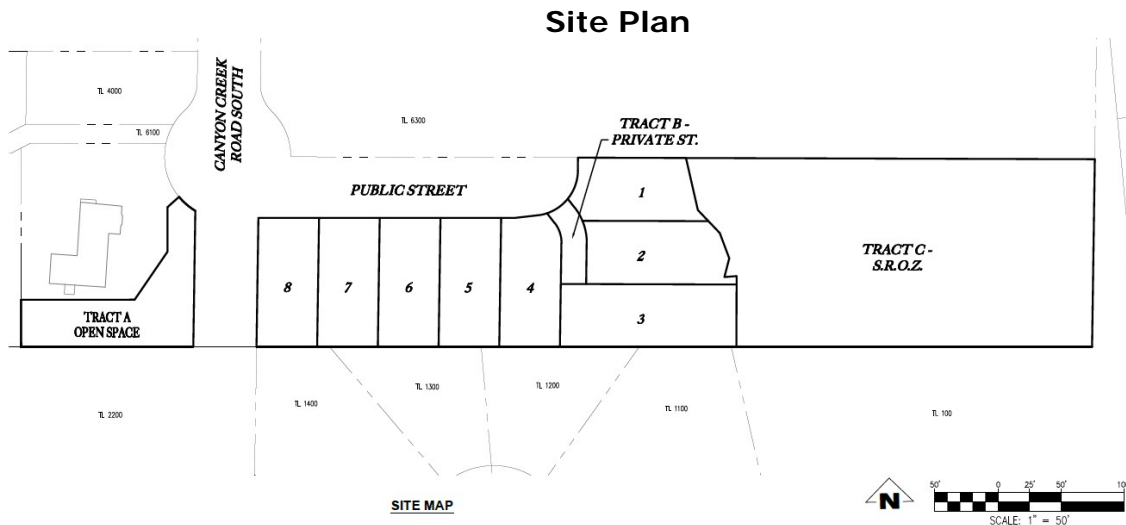 Site Plan
TL 4000
TL 6100
CANYON CREEK
ROAD SOUTH
TL 6300
TRACT B -
PRIVATE ST.
PUBLIC STREET
1
2
3
4
5
6
7
8
TRACT C -
S.R.O.Z.
TRACT A
OPEN SPACE
TL 2200
TL 1400
TL 1300
TL 1200
TL 1100
TL 100
SITE MAP
N
50' 0 25' 50' 10
SCALE: 1" = 50'